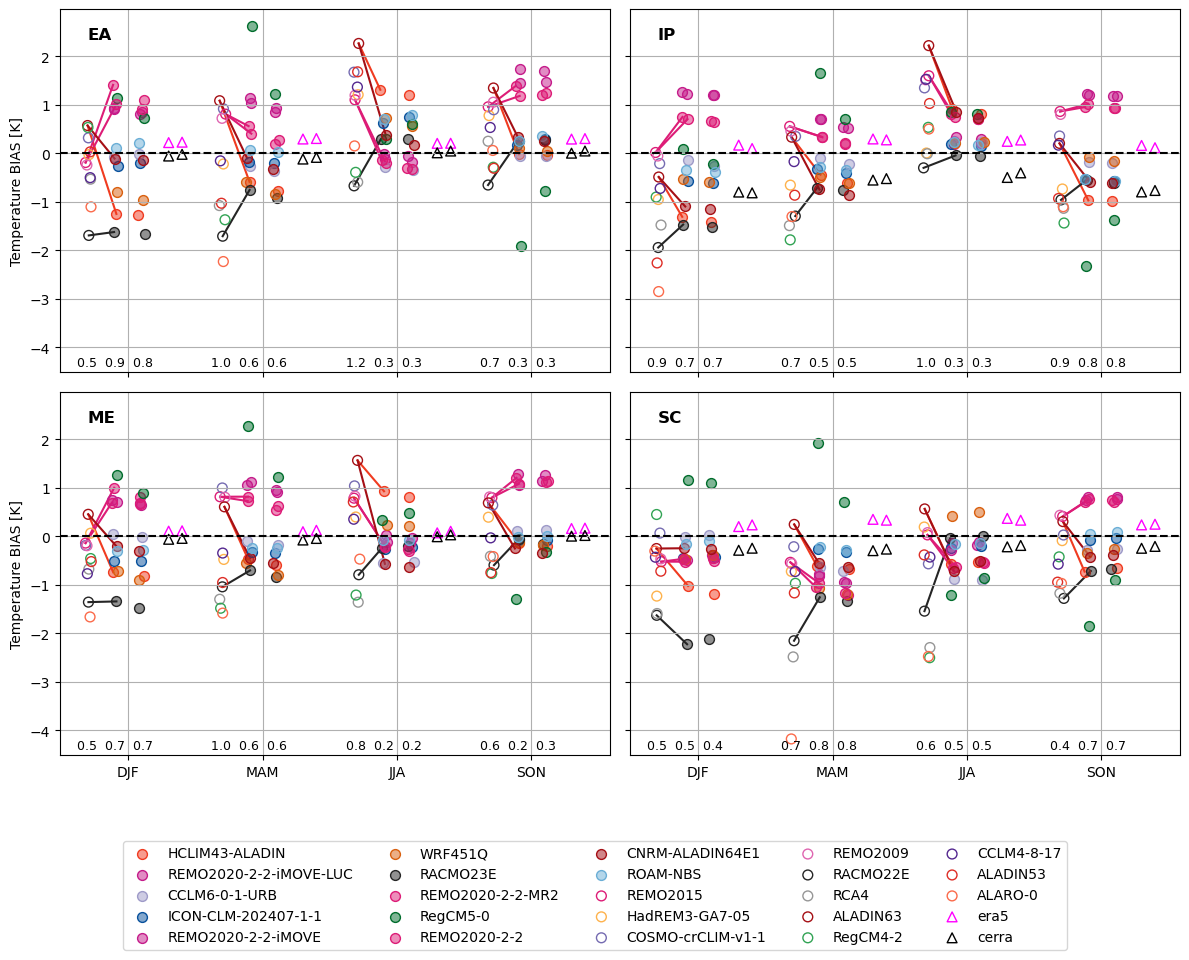 EA
IP
Temperature BIAS [K]
2
1
0
−1
−2
−3
−4
0.5 0.9 0.8 1.0 0.6 0.6 1.2 0.3 0.3 0.7 0.3 0.3
0.9 0.7 0.7 0.7 0.5 0.5 1.0 0.3 0.3 0.9 0.8 0.8
ME
SC
Temperature BIAS [K]
2
1
0
−1
−2
−3
−4
0.5 0.7 0.7 1.0 0.6 0.6 0.8 0.2 0.2 0.6 0.2 0.3
0.5 0.5 0.4 0.7 0.8 0.8 0.6 0.5 0.5 0.4 0.7 0.7
DJF MAM JJA SON
DJF MAM JJA SON
HCLIM43-ALADIN
REMO2020-2-2-iMOVE-LUC
CCLM6-0-1-URB
ICON-CLM-202407-1-1
REMO2020-2-2-iMOVE
WRF451Q
RACMO23E
REMO2020-2-2-MR2
RegCM5-0
REMO2020-2-2
CNRM-ALADIN64E1
ROAM-NBS
REMO2015
HadREM3-GA7-05
COSMO-crCLIM-v1-1
REMO2009
RACMO22E
RCA4
ALADIN63
RegCM4-2
CCLM4-8-17
ALADIN53
ALARO-0
era5
cerra